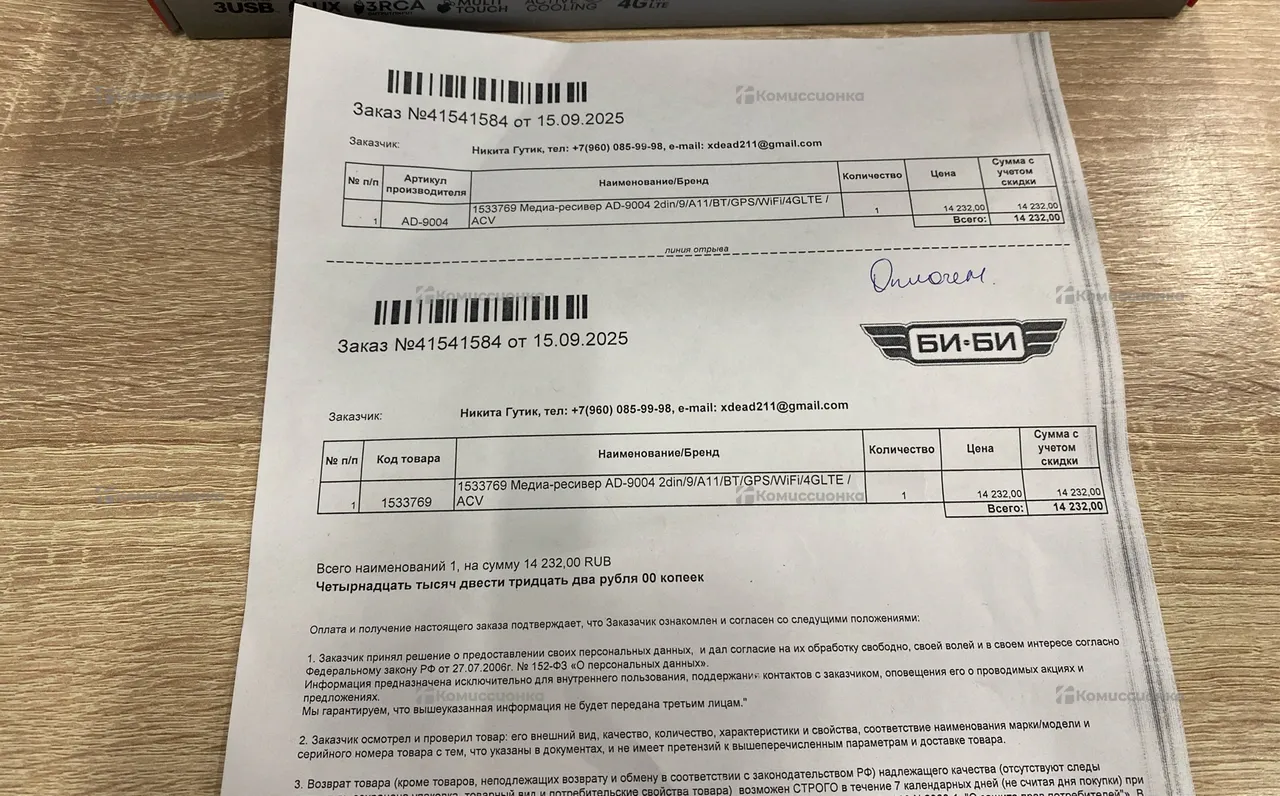 3USB AUX 3RCA MULTI TOUCH ACTIVE COOLING 4G LTE
Комиссионка
Заказ №41541584 от 15.09.2025
Заказчик: Никита Гутик, тел: +7(960) 085-99-98, e-mail: xdead211@gmail.com
№ п/п Артикул производителя Наименование/Бренд Количество Цена Сумма с учетом скидки
1 AD-9004 1533769 Медиа-ресивер AD-9004 2din/9/A11/BT/GPS/WiFi/4GLTE / ACV 1 14 232,00 14 232,00
Всего: 14 232,00
линия отрыва
Оплачен.
Комиссионка
Комиссионка
Заказ №41541584 от 15.09.2025
БИ-БИ
Заказчик: Никита Гутик, тел: +7(960) 085-99-98, e-mail: xdead211@gmail.com
№ п/п Код товара Наименование/Бренд Количество Цена Сумма с учетом скидки
1 1533769 1533769 Медиа-ресивер AD-9004 2din/9/A11/BT/GPS/WiFi/4GLTE / ACV 1 14 232,00 14 232,00
Комиссионка
Всего: 14 232,00
Всего наименований 1, на сумму 14 232,00 RUB
Четырнадцать тысяч двести тридцать два рубля 00 копеек
Оплата и получение настоящего заказа подтверждает, что Заказчик ознакомлен и согласен со следующими положениями:
1. Заказчик принял решение о предоставлении своих персональных данных, и дал согласие на их обработку свободно, своей волей и в своем интересе согласно
Федеральному закону РФ от 27.07.2006г. № 152-ФЗ «О персональных данных».
Информация предназначена исключительно для внутреннего пользования, поддержания контактов с заказчиком, оповещения его о проводимых акциях и
предложениях.
Комиссионка
Комиссионка
Мы гарантируем, что вышеуказанная информация не будет передана третьим лицам."
2. Заказчик осмотрел и проверил товар: его внешний вид, качество, количество, характеристики и свойства, соответствие наименования марки/модели и
серийного номера товара с тем, что указаны в документах, и не имеет претензий к вышеперечисленным параметрам и доставке товара.
3. Возврат товара (кроме товаров, неподлежащих возврату и обмену в соответствии с законодательством РФ) надлежащего качества (отсутствуют следы
упаковка, товарный вид и потребительские свойства товара) возможен СТРОГО в течение 7 календарных дней (не считая дня покупки) при